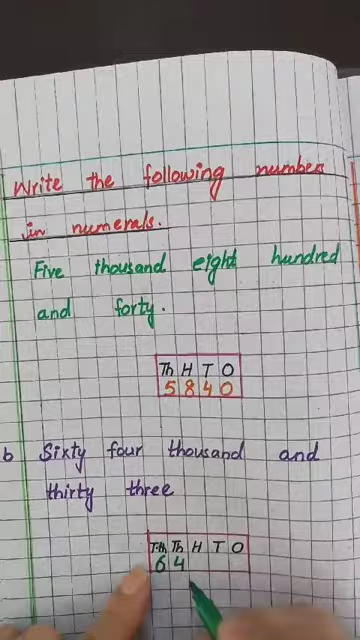 Write the following number
in numerals.
Five thousand eight hundred
and forty.
Th H T O
5 8 4 0
b Sixty four thousand and
thirty three
T.th Th H T O
6 4